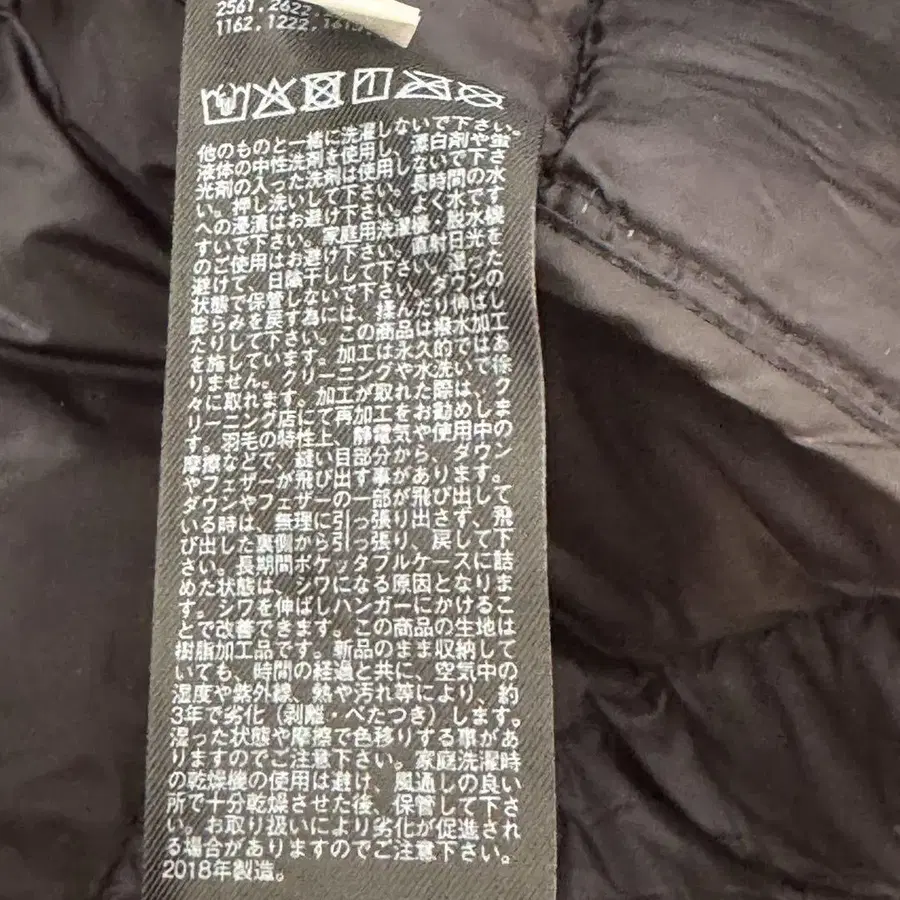 2561, 2622,
1162, 1222,
他のものと一緒に洗濯しないで下さい。
液体の中性洗剤を使用し、漂白剤や蛍
光剤の入った洗剤は使用しないで下さ
い。押し洗いして下さい。長時間の水
への浸漬はお避け下さい。よく水です
すいで下さい。家庭用洗濯機・脱水機
のご使用はお避け下さい。直射日光を
避けて、日陰干しして下さい。湿った
状態で保管しないで下さい。ダウンの
膨らみを戻す為には、揉んだり伸ばし
たりして下さい。この商品は撥水加工
を施しています。加工は永久的ではあ
りません。クリーニングや水洗いで徐
々に取れます。加工が取れた際は、ク
リーニング店にて再加工をお勧めしま
す。羽毛の特性上、静電気や使用中の
摩擦などで、縫い目部分から、ダウン
やフェザーが飛び出す事があります。
ダウンやフェザーの一部が飛び出して
いる時は、無理に引っ張り出さず、飛
び出した裏側から引っ張り、戻して下
さい。長期間ポケッタブルケースに詰
めた状態は、シワになる原因となりま
す。シワを伸ばしハンガーにかけるこ
とで改善できます。この商品の生地は
樹脂加工品です。新品のまま収納して
いても、時間の経過と共に、空気中の
湿度や紫外線、熱や汚れ等により、約
3年で劣化（剥離・べたつき）します。
湿った状態や摩擦で色移りする事があ
りますのでご注意下さい。家庭洗濯時
の乾燥機の使用は避け、風通しの良い
所で十分乾燥させた後、保管して下さ
い。お取り扱いにより劣化が促進され
る場合がありますのでご注意下さい。
2018年製造。